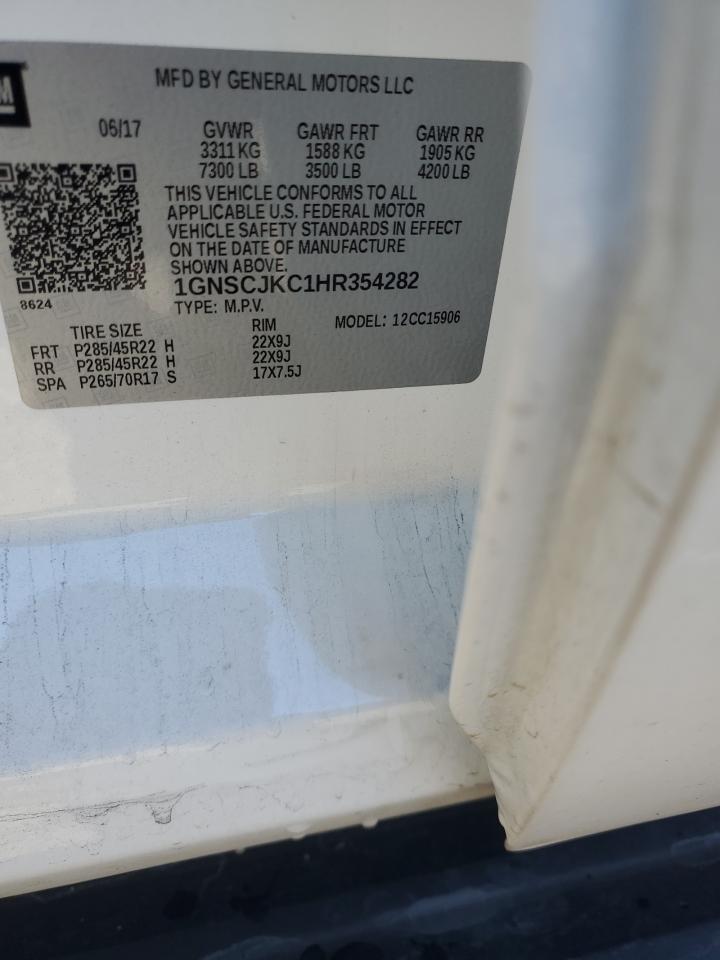 M
MFD BY GENERAL MOTORS LLC
06/17 GVWR GAWR FRT GAWR RR
3311 KG 1588 KG 1905 KG
7300 LB 3500 LB 4200 LB
THIS VEHICLE CONFORMS TO ALL
APPLICABLE U.S. FEDERAL MOTOR
VEHICLE SAFETY STANDARDS IN EFFECT
ON THE DATE OF MANUFACTURE
SHOWN ABOVE.
1GNSCJKC1HR354282
8624
TYPE: M.P.V.
TIRE SIZE RIM MODEL: 12CC15906
FRT P285/45R22 H 22X9J
RR P285/45R22 H 22X9J
SPA P265/70R17 S 17X7.5J